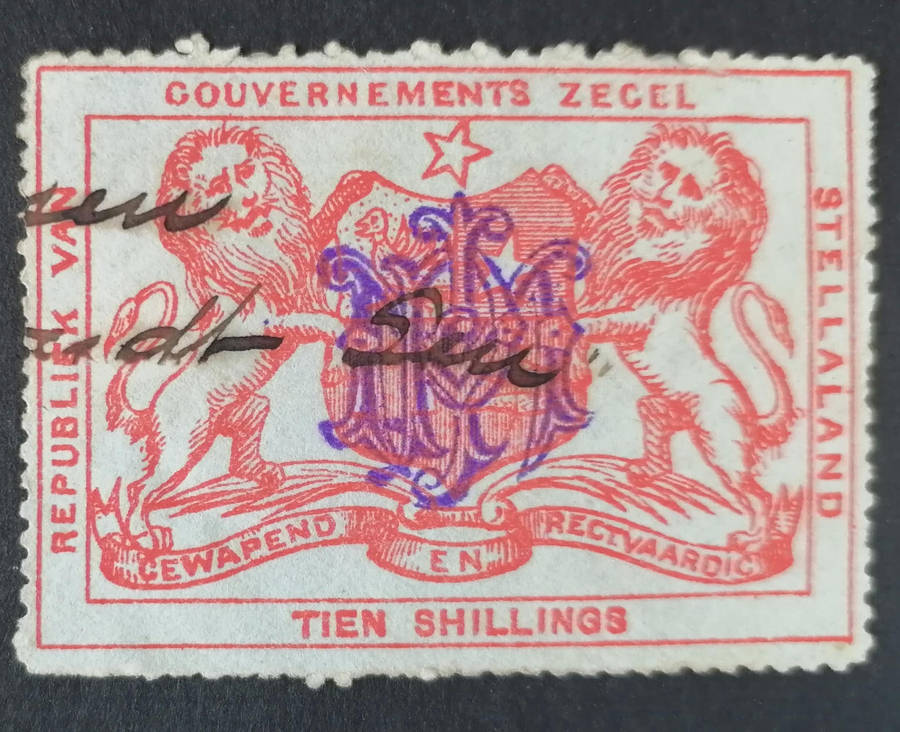 GOUVERNEMENTS ZEGEL
REPUBLIEK VAN
STELLALAND
GEWAPEND EN RECTVAARDIG
TIEN SHILLINGS